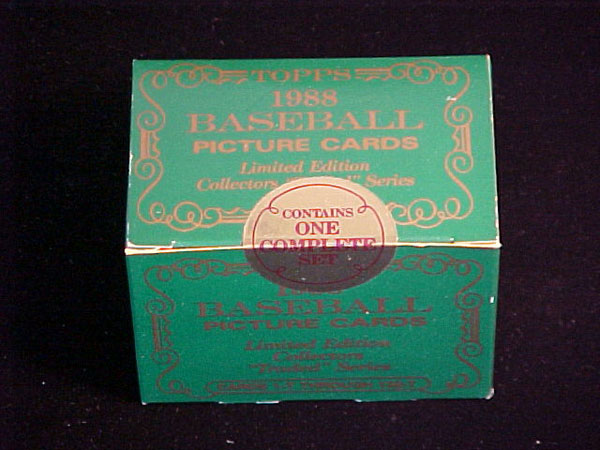 TOPPS
1988
BASEBALL
PICTURE CARDS
Limited Edition
Collectors Series
CONTAINS
ONE
COMPLETE
SET
BASEBALL
PICTURE CARDS
Limited Edition
Collectors
"Traded" Series